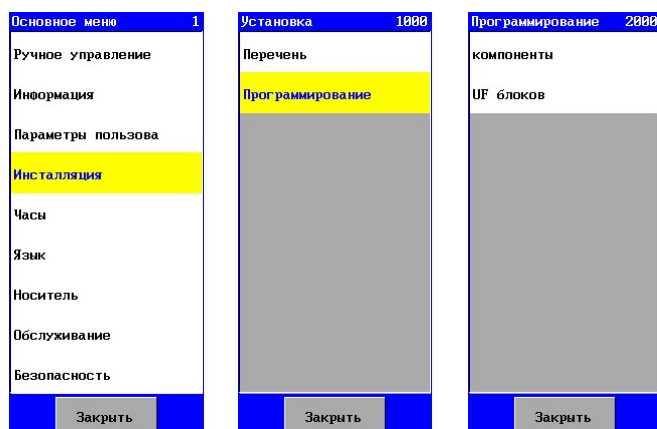 Основное меню 1
Ручное управление
Информация
Параметры пользова
Инсталляция
Часы
Язык
Носитель
Обслуживание
Безопасность
Закрыть
Установка 1000
Перечень
Программирование
Закрыть
Программирование 2000
компоненты
UF блоков
Закрыть